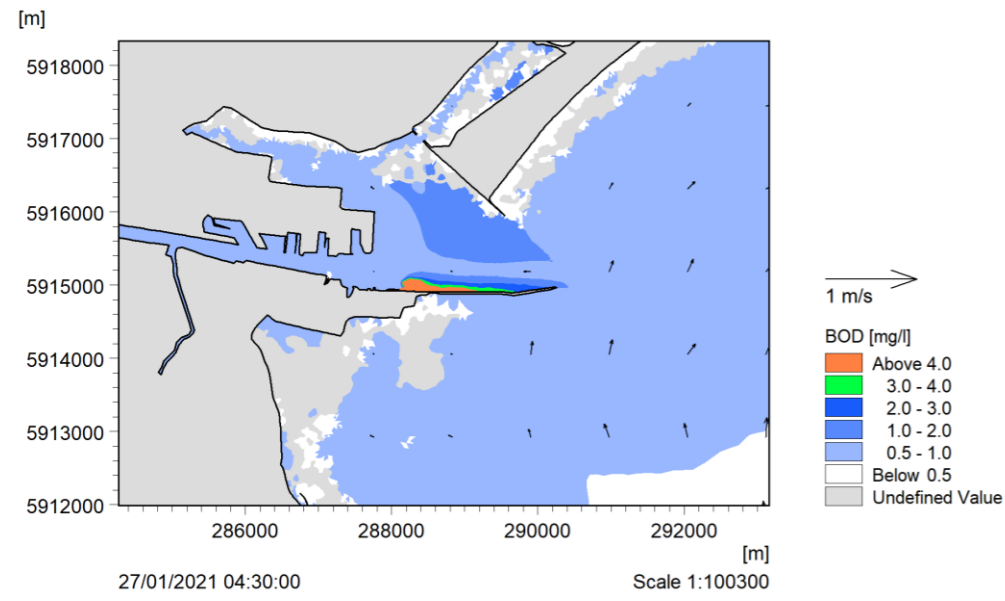 [m]
5918000
5917000
5916000
5915000
5914000
5913000
5912000
286000 288000 290000 292000
[m]
27/01/2021 04:30:00 Scale 1:100300
1 m/s
BOD [mg/l]
Above 4.0
3.0 - 4.0
2.0 - 3.0
1.0 - 2.0
0.5 - 1.0
Below 0.5
Undefined Value